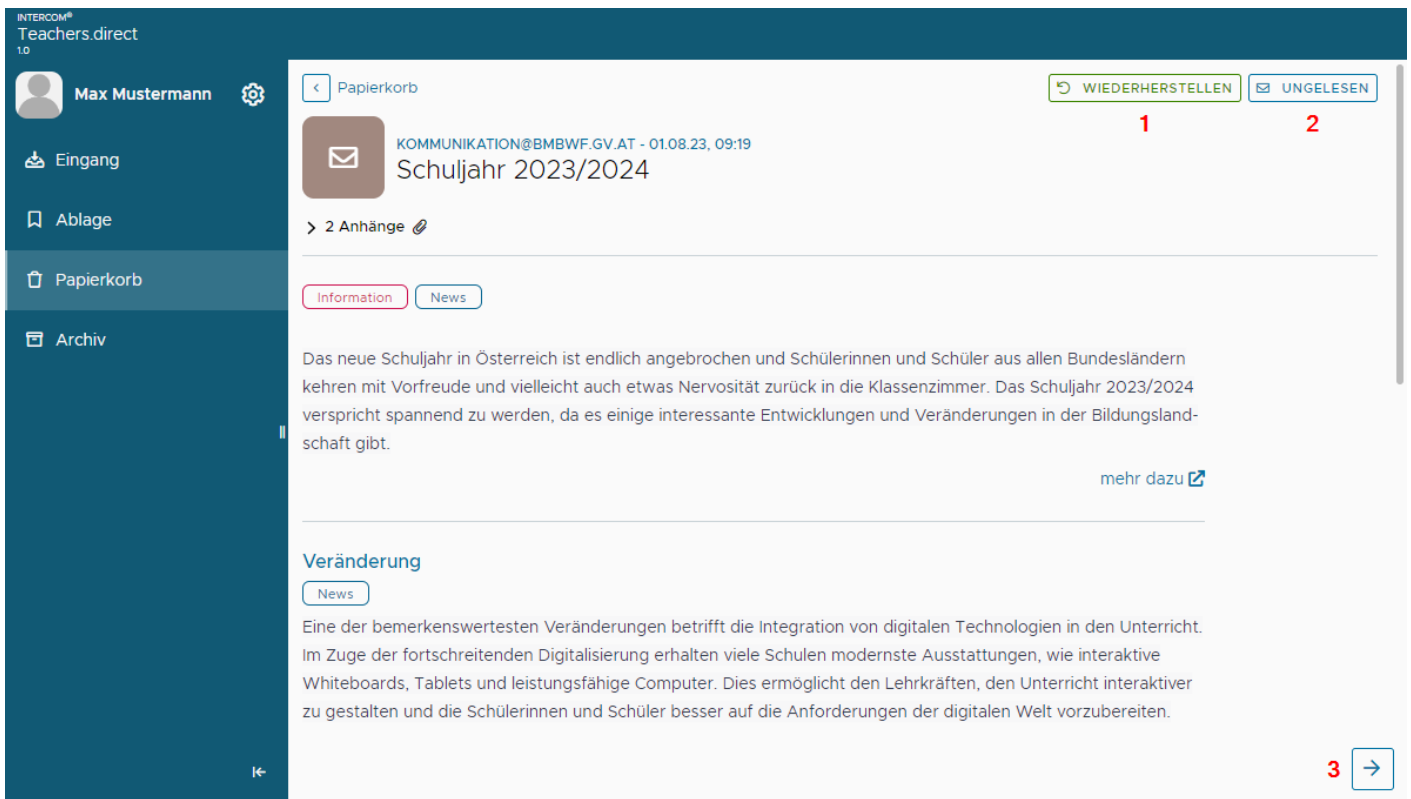 INTERCOM®
Teachers.direct
1.0
Max Mustermann
Eingang
Ablage
Papierkorb
Archiv
Papierkorb
WIEDERHERSTELLEN
UNGELESEN
1
2
KOMMUNIKATION@BMBWF.GV.AT - 01.08.23, 09:19
Schuljahr 2023/2024
2 Anhänge
Information
News
Das neue Schuljahr in Österreich ist endlich angebrochen und Schülerinnen und Schüler aus allen Bundesländern
kehren mit Vorfreude und vielleicht auch etwas Nervosität zurück in die Klassenzimmer. Das Schuljahr 2023/2024
verspricht spannend zu werden, da es einige interessante Entwicklungen und Veränderungen in der Bildungsland-
schaft gibt.
mehr dazu
Veränderung
News
Eine der bemerkenswertesten Veränderungen betrifft die Integration von digitalen Technologien in den Unterricht.
Im Zuge der fortschreitenden Digitalisierung erhalten viele Schulen modernste Ausstattungen, wie interaktive
Whiteboards, Tablets und leistungsfähige Computer. Dies ermöglicht den Lehrkräften, den Unterricht interaktiver
zu gestalten und die Schülerinnen und Schüler besser auf die Anforderungen der digitalen Welt vorzubereiten.
3